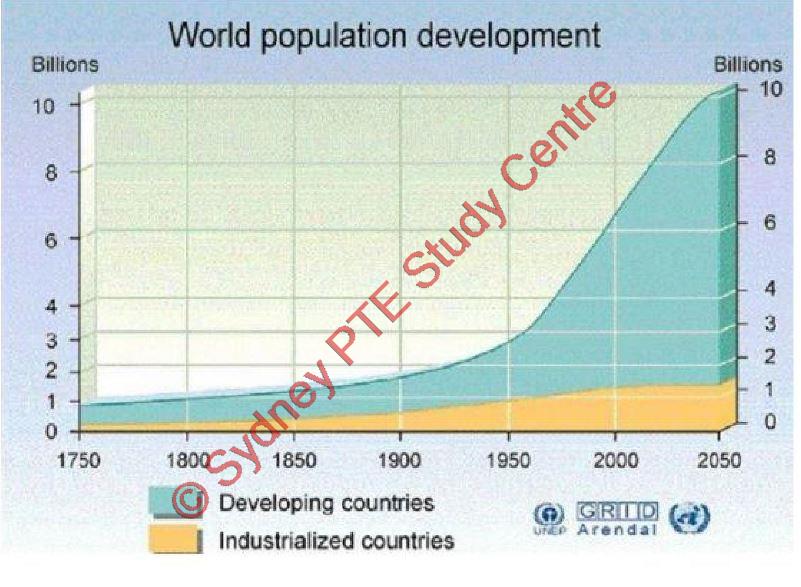 World population development
Billions
Billions
10
8
6
4
3
2
1
0
10
8
6
4
3
2
1
0
1750 1800 1850 1900 1950 2000 2050
© Sydney PTE Study Centre
Developing countries
Industrialized countries
UNEP
GRID
Arendal